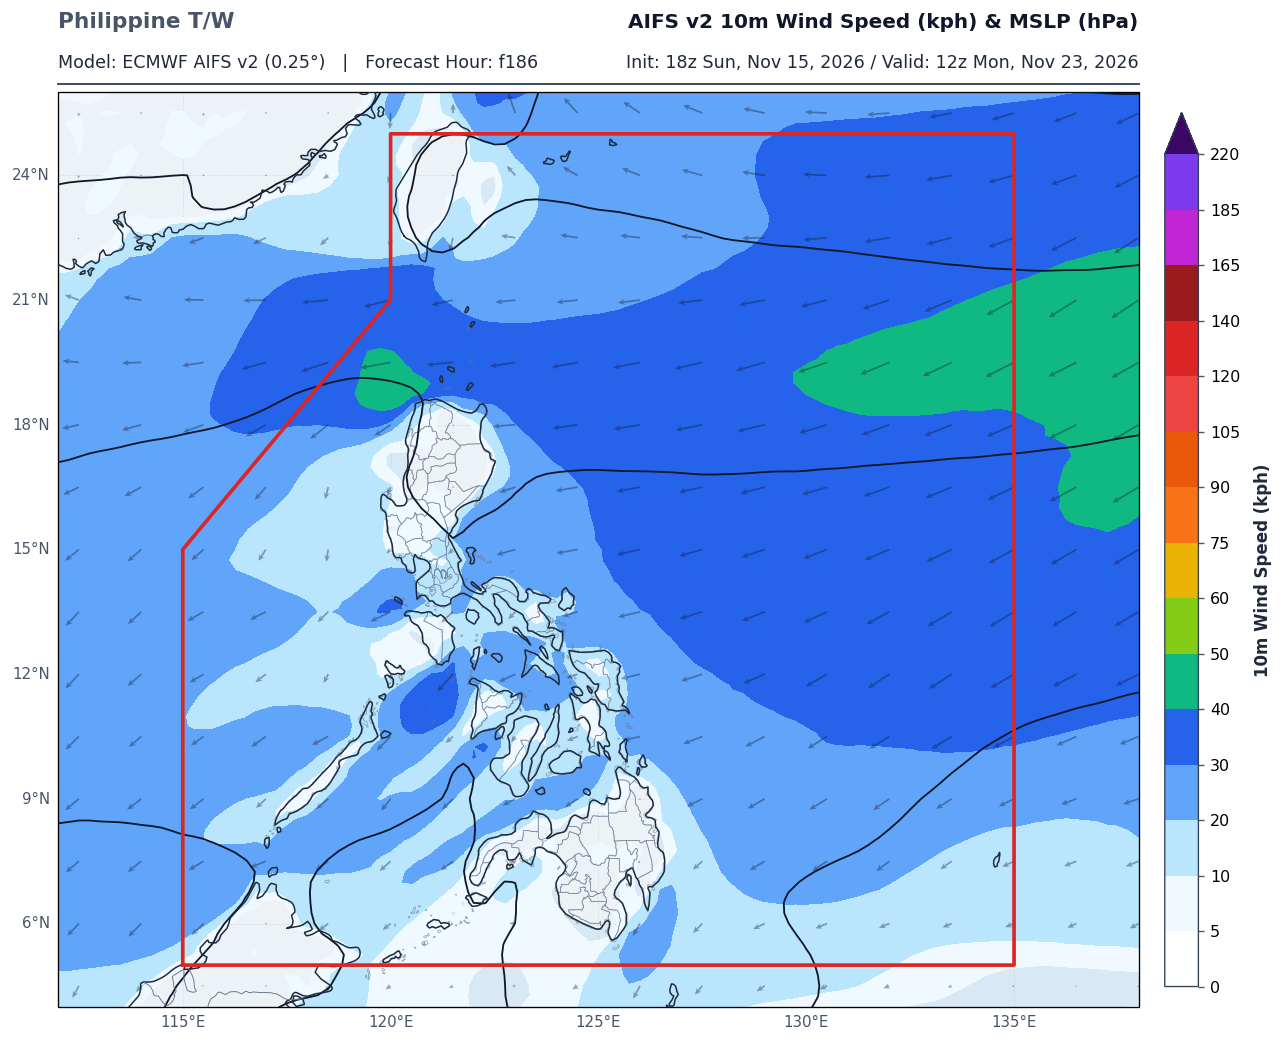 Philippine T/W
AIFS v2 10m Wind Speed (kph) & MSLP (hPa)
Model: ECMWF AIFS v2 (0.25°) | Forecast Hour: f186
Init: 18z Sun, Nov 15, 2026 / Valid: 12z Mon, Nov 23, 2026
24°N
21°N
18°N
15°N
12°N
9°N
6°N
115°E
120°E
125°E
130°E
135°E
220
185
165
140
120
105
90
75
60
50
40
30
20
10
5
0
10m Wind Speed (kph)